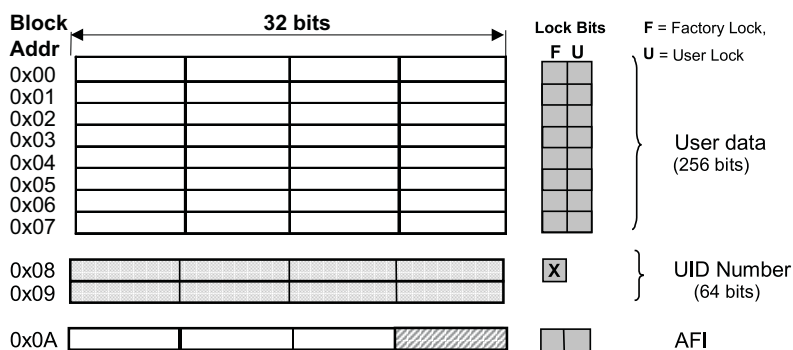 Block Addr
32 bits
Lock Bits
F U
F = Factory Lock,
U = User Lock
0x00
0x01
0x02
0x03
0x04
0x05
0x06
0x07
User data
(256 bits)
0x08
0x09
X
UID Number
(64 bits)
0x0A
AFI